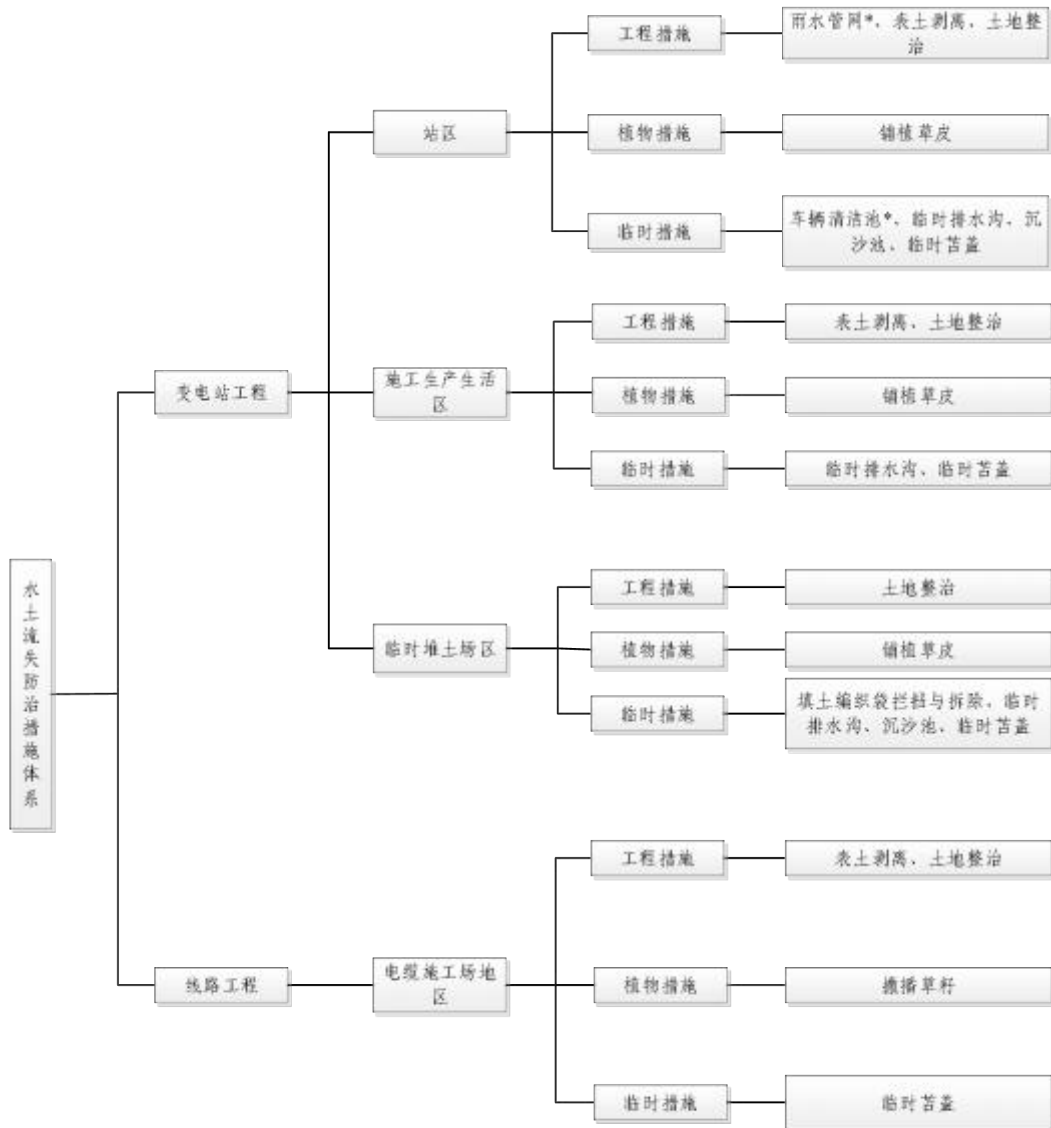 工程措施
雨水管网*、表土剥离、土地整
治
站区
植物措施
铺植草皮
临时措施
车辆清洁池*、临时排水沟、沉
沙池、临时苫盖
变电站工程
施工生产生活
区
工程措施
表土剥离、土地整治
植物措施
铺植草皮
临时措施
临时排水沟、临时苫盖
水土流失防治措施体系
临时堆土场区
工程措施
土地整治
植物措施
铺植草皮
临时措施
填土编织袋拦挡与拆除、临时
排水沟、沉沙池、临时苫盖
线路工程
电缆施工场地
区
工程措施
表土剥离、土地整治
植物措施
撒播草籽
临时措施
临时苫盖